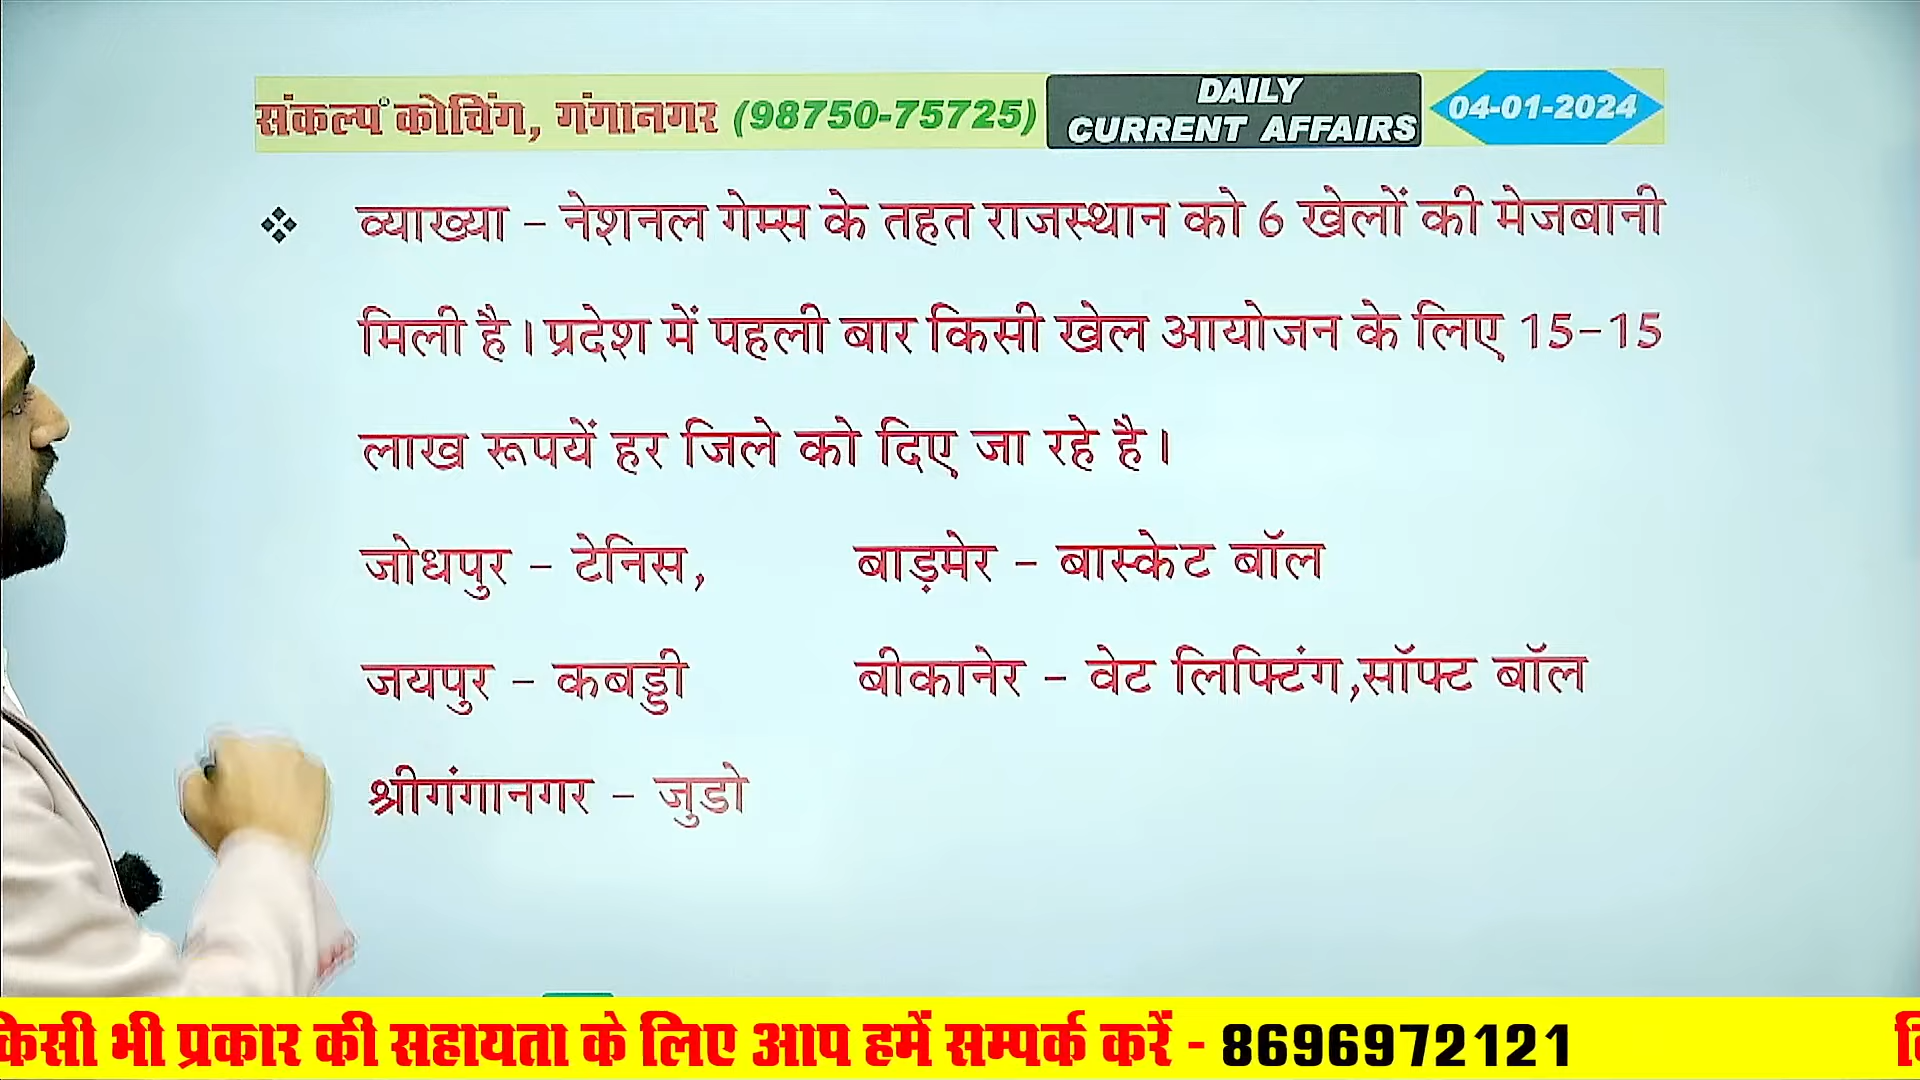 संकल्प कोचिंग, गंगानगर (98750-75725) DAILY CURRENT AFFAIRS 04-01-2024
❖ व्याख्या – नेशनल गेम्स के तहत राजस्थान को 6 खेलों की मेजबानी
मिली है। प्रदेश में पहली बार किसी खेल आयोजन के लिए 15-15
लाख रूपयें हर जिले को दिए जा रहे है।
जोधपुर – टेनिस, बाड़मेर – बास्केट बॉल
जयपुर – कबड्डी बीकानेर – वेट लिफ्टिंग,सॉफ्ट बॉल
श्रीगंगानगर – जुडो
किसी भी प्रकार की सहायता के लिए आप हमें सम्पर्क करें - 8696972121